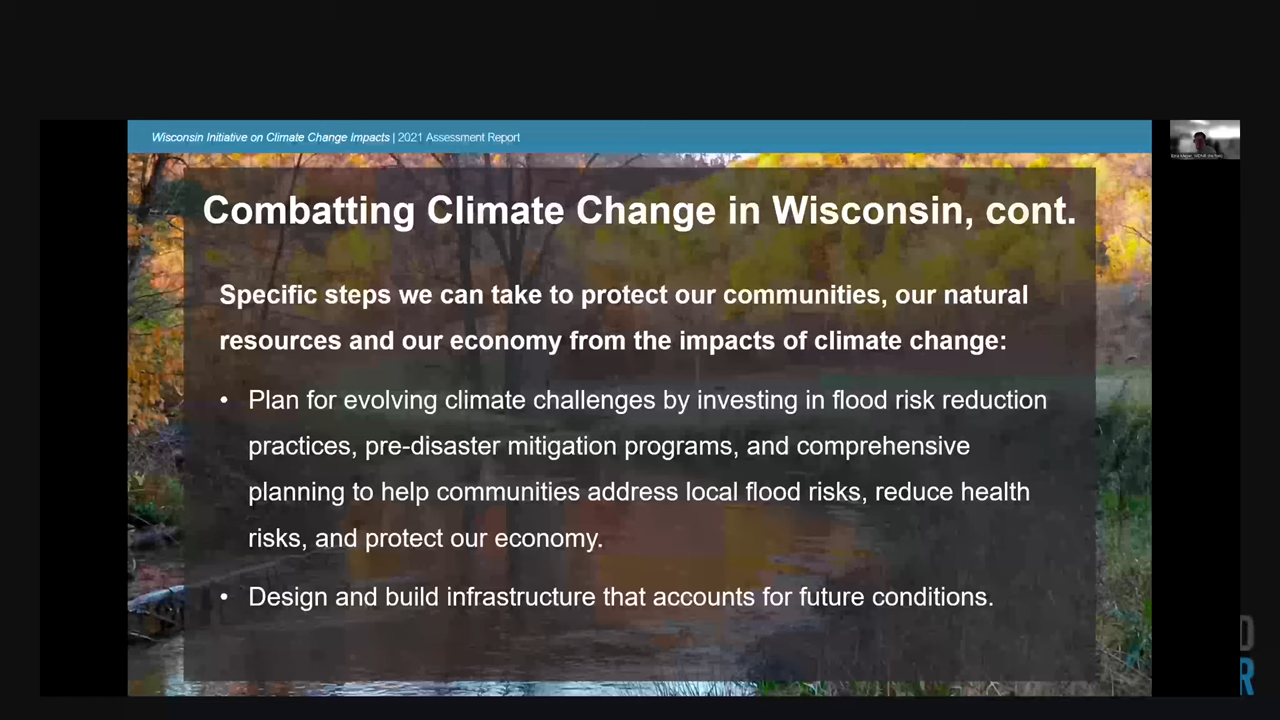 Wisconsin Initiative on Climate Change Impacts | 2021 Assessment Report
Combatting Climate Change in Wisconsin, cont.
Specific steps we can take to protect our communities, our natural
resources and our economy from the impacts of climate change:
• Plan for evolving climate challenges by investing in flood risk reduction
practices, pre-disaster mitigation programs, and comprehensive
planning to help communities address local flood risks, reduce health
risks, and protect our economy.
• Design and build infrastructure that accounts for future conditions.
D
R